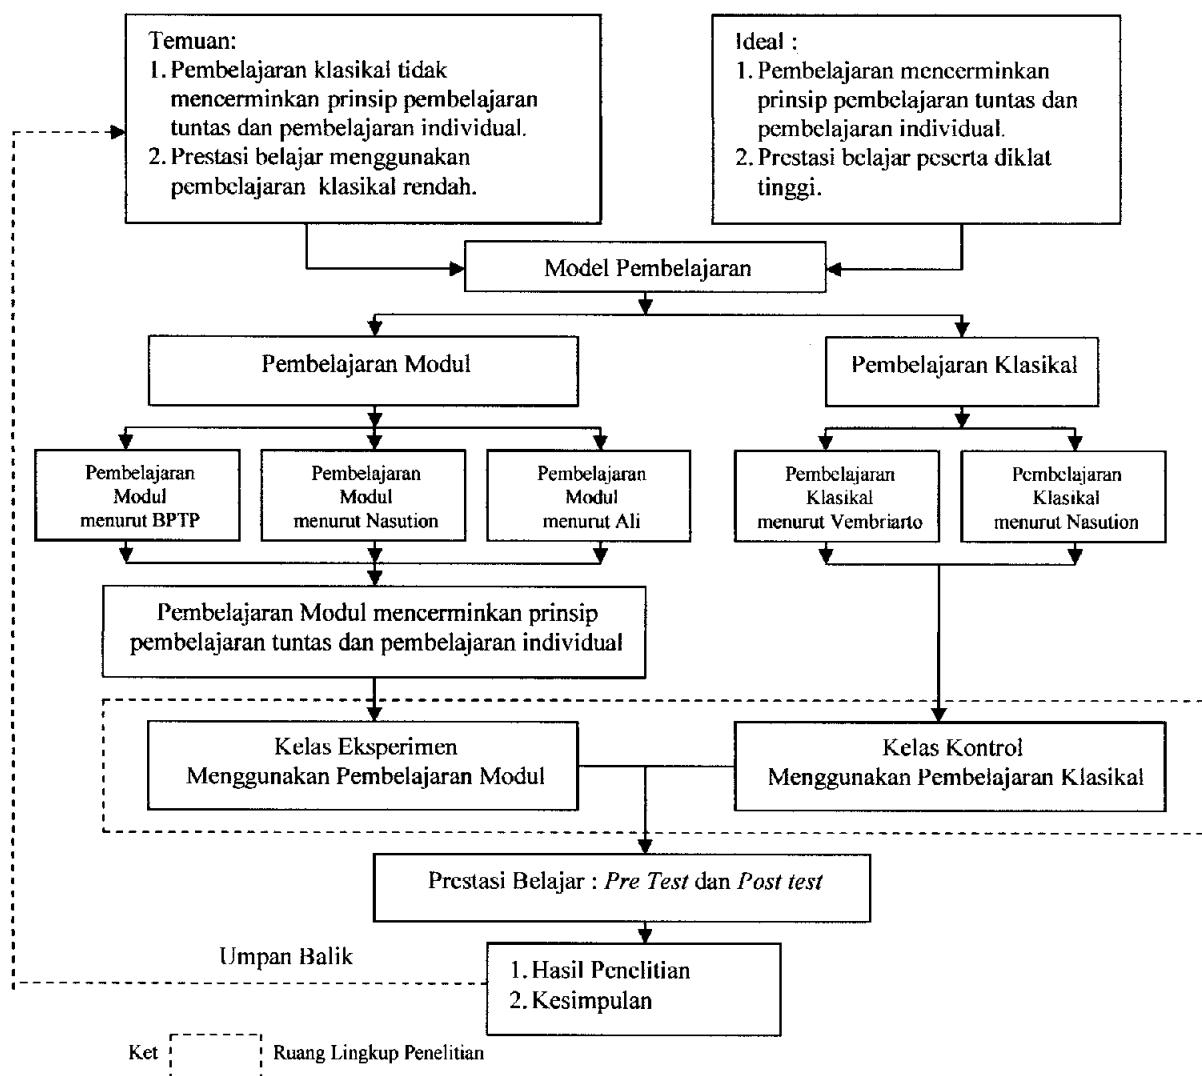 Temuan:
1. Pembelajaran klasikal tidak
mencerminkan prinsip pembelajaran
tuntas dan pembelajaran individual.
2. Prestasi belajar menggunakan
pembelajaran klasikal rendah.
Ideal :
1. Pembelajaran mencerminkan
prinsip pembelajaran tuntas dan
pembelajaran individual.
2. Prestasi belajar peserta diklat
tinggi.
Model Pembelajaran
Pembelajaran Modul
Pembelajaran Klasikal
Pembelajaran
Modul
menurut BPTP
Pembelajaran
Modul
menurut Nasution
Pembelajaran
Modul
menurut Ali
Pembelajaran
Klasikal
menurut Vembriarto
Pembelajaran
Klasikal
menurut Nasution
Pembelajaran Modul mencerminkan prinsip
pembelajaran tuntas dan pembelajaran individual
Kelas Eksperimen
Menggunakan Pembelajaran Modul
Kelas Kontrol
Menggunakan Pembelajaran Klasikal
Prestasi Belajar : Pre Test dan Post test
Umpan Balik
1. Hasil Penelitian
2. Kesimpulan
Ket
Ruang Lingkup Penelitian